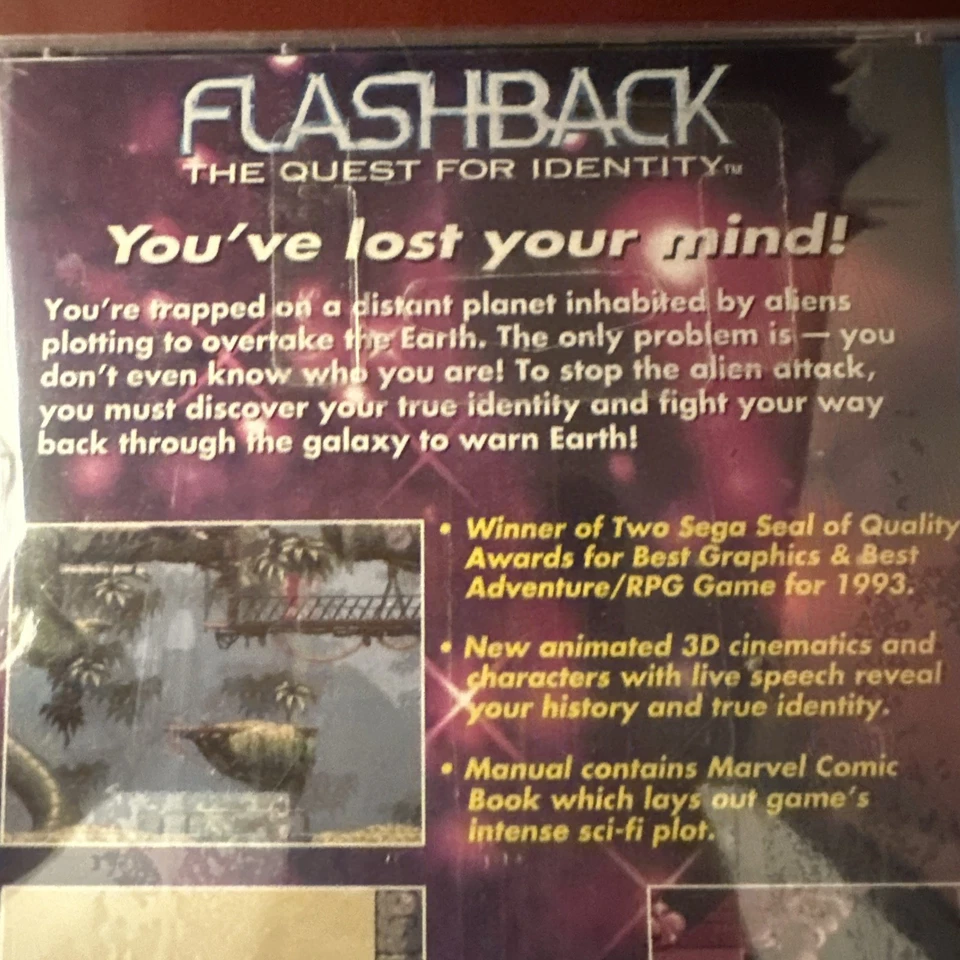 FLASHBACK
THE QUEST FOR IDENTITY™
You've lost your mind!
You're trapped on a distant planet inhabited by aliens
plotting to overtake the Earth. The only problem is — you
don't even know who you are! To stop the alien attack,
you must discover your true identity and fight your way
back through the galaxy to warn Earth!
• Winner of Two Sega Seal of Quality
Awards for Best Graphics & Best
Adventure/RPG Game for 1993.
• New animated 3D cinematics and
characters with live speech reveal
your history and true identity.
• Manual contains Marvel Comic
Book which lays out game's
intense sci-fi plot.